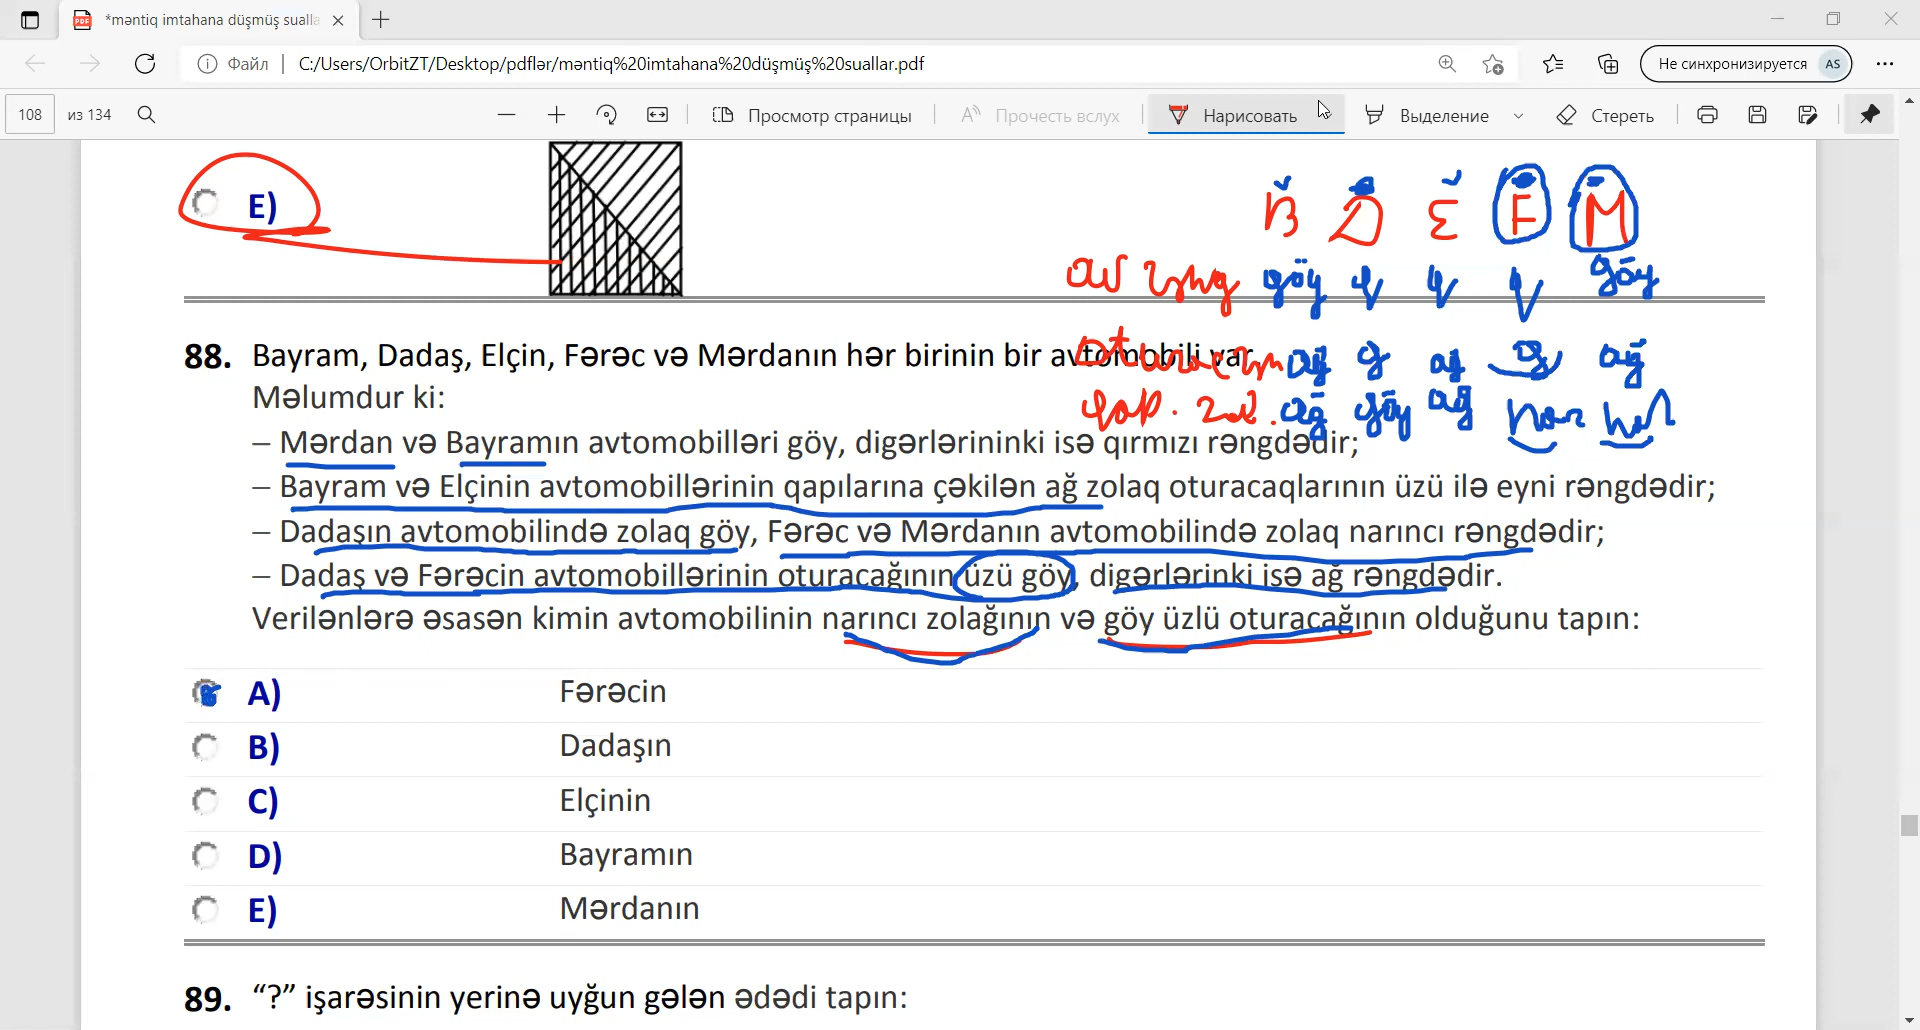 *məntiq imtahana düşmüş sualla
Файл | C:/Users/OrbitZT/Desktop/pdflər/məntiq%20imtahana%20düşmüş%20suallar.pdf
Не синхронизируется AS
108 из 134
Просмотр страницы
Прочесть вслух
Нарисовать
Выделение
Стереть
E)
B D E F M
göy q q q göy
ağ g ağ g ağ
ağ göy ağ nar
88. Bayram, Dadaş, Elçin, Fərəc və Mərdanın hər birinin bir avtomobili var.
Məlumdur ki:
– Mərdan və Bayramın avtomobilləri göy, digərlərininki isə qırmızı rəngdədir;
– Bayram və Elçinin avtomobillərinin qapılarına çəkilən ağ zolaq oturacaqlarının üzü ilə eyni rəngdədir;
– Dadaşın avtomobilində zolaq göy, Fərəc və Mərdanın avtomobilində zolaq narıncı rəngdədir;
– Dadaş və Fərəcin avtomobillərinin oturacağının üzü göy, digərlərinki isə ağ rəngdədir.
Verilənlərə əsasən kimin avtomobilinin narıncı zolağının və göy üzlü oturacağının olduğunu tapın:
A) Fərəcin
B) Dadaşın
C) Elçinin
D) Bayramın
E) Mərdanın
89. “?” işarəsinin yerinə uyğun gələn ədədi tapın: